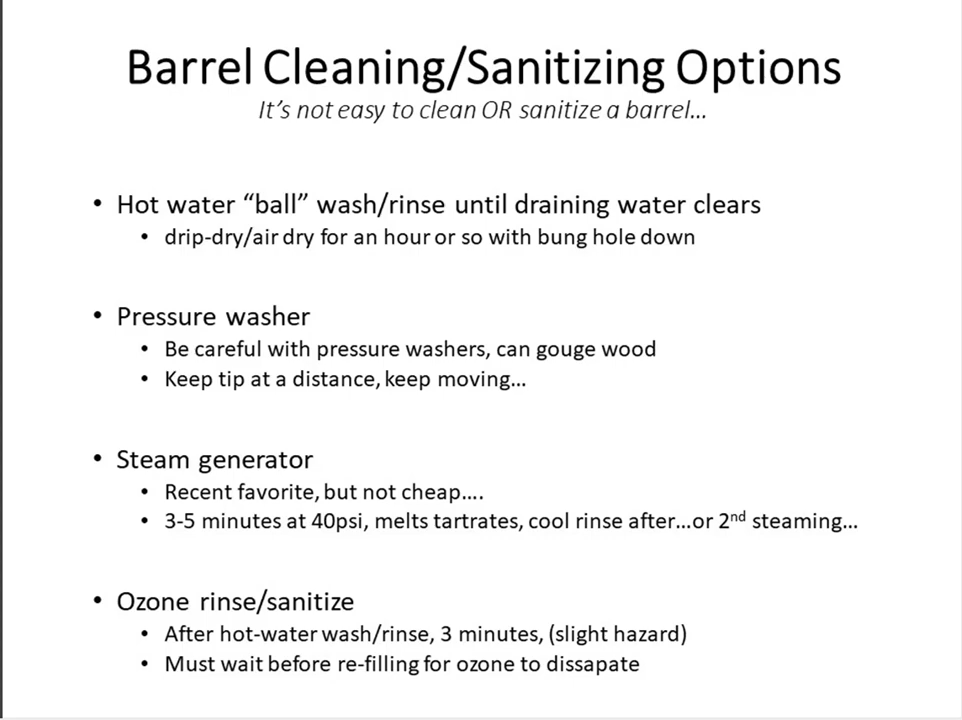 Barrel Cleaning/Sanitizing Options
It's not easy to clean OR sanitize a barrel...
• Hot water “ball” wash/rinse until draining water clears
• drip-dry/air dry for an hour or so with bung hole down
• Pressure washer
• Be careful with pressure washers, can gouge wood
• Keep tip at a distance, keep moving...
• Steam generator
• Recent favorite, but not cheap....
• 3-5 minutes at 40psi, melts tartrates, cool rinse after...or 2nd steaming...
• Ozone rinse/sanitize
• After hot-water wash/rinse, 3 minutes, (slight hazard)
• Must wait before re-filling for ozone to dissapate